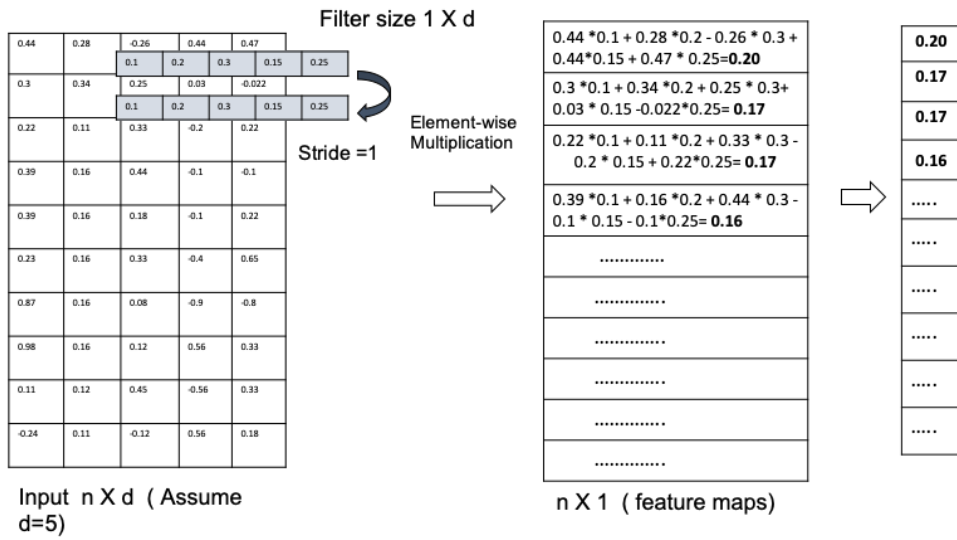 Filter size 1 X d
0.44 0.28 -0.26 0.44 0.47
0.1 0.2 0.3 0.15 0.25
0.3 0.34 0.25 0.03 -0.022
0.1 0.2 0.3 0.15 0.25
0.22 0.11 0.33 -0.2 0.22
0.39 0.16 0.44 -0.1 -0.1
0.39 0.16 0.18 -0.1 0.22
0.23 0.16 0.33 -0.4 0.65
0.87 0.16 0.08 -0.9 -0.8
0.98 0.16 0.12 0.56 0.33
0.11 0.12 0.45 -0.56 0.33
-0.24 0.11 -0.12 0.56 0.18
Stride =1
Input n X d ( Assume
d=5)
Element-wise
Multiplication
0.44 *0.1 + 0.28 *0.2 - 0.26 * 0.3 +
0.44*0.15 + 0.47 * 0.25=0.20
0.3 *0.1 + 0.34 *0.2 + 0.25 * 0.3+
0.03 * 0.15 -0.022*0.25= 0.17
0.22 *0.1 + 0.11 *0.2 + 0.33 * 0.3 -
0.2 * 0.15 + 0.22*0.25= 0.17
0.39 *0.1 + 0.16 *0.2 + 0.44 * 0.3 -
0.1 * 0.15 - 0.1*0.25= 0.16
.............
..............
..............
..............
..............
..............
n X 1 ( feature maps)
0.20
0.17
0.17
0.16
.....
.....
.....
.....
.....
.....